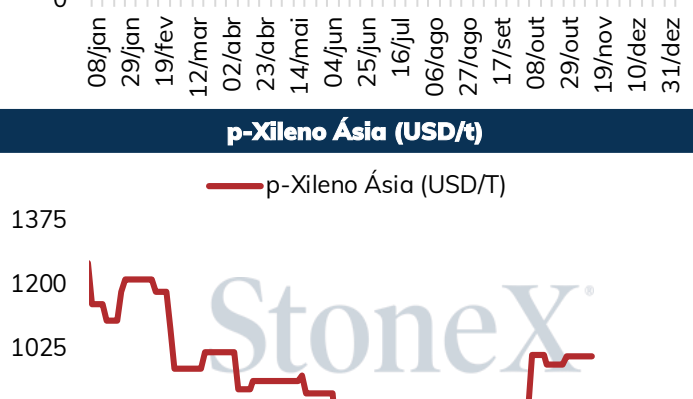 0
08/jan 29/jan 19/fev 12/mar 02/abr 23/abr 14/mai 04/jun 25/jun 16/jul 06/ago 27/ago 17/set 08/out 29/out 19/nov 10/dez 31/dez
p-Xileno Ásia (USD/t)
p-Xileno Ásia (USD/T)
1375
1200
1025
StoneX®